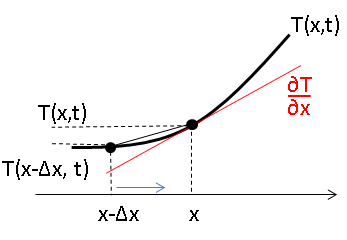 T(x,t)
T(x,t)
∂T
∂x
T(x-Δx, t)
x-Δx
x